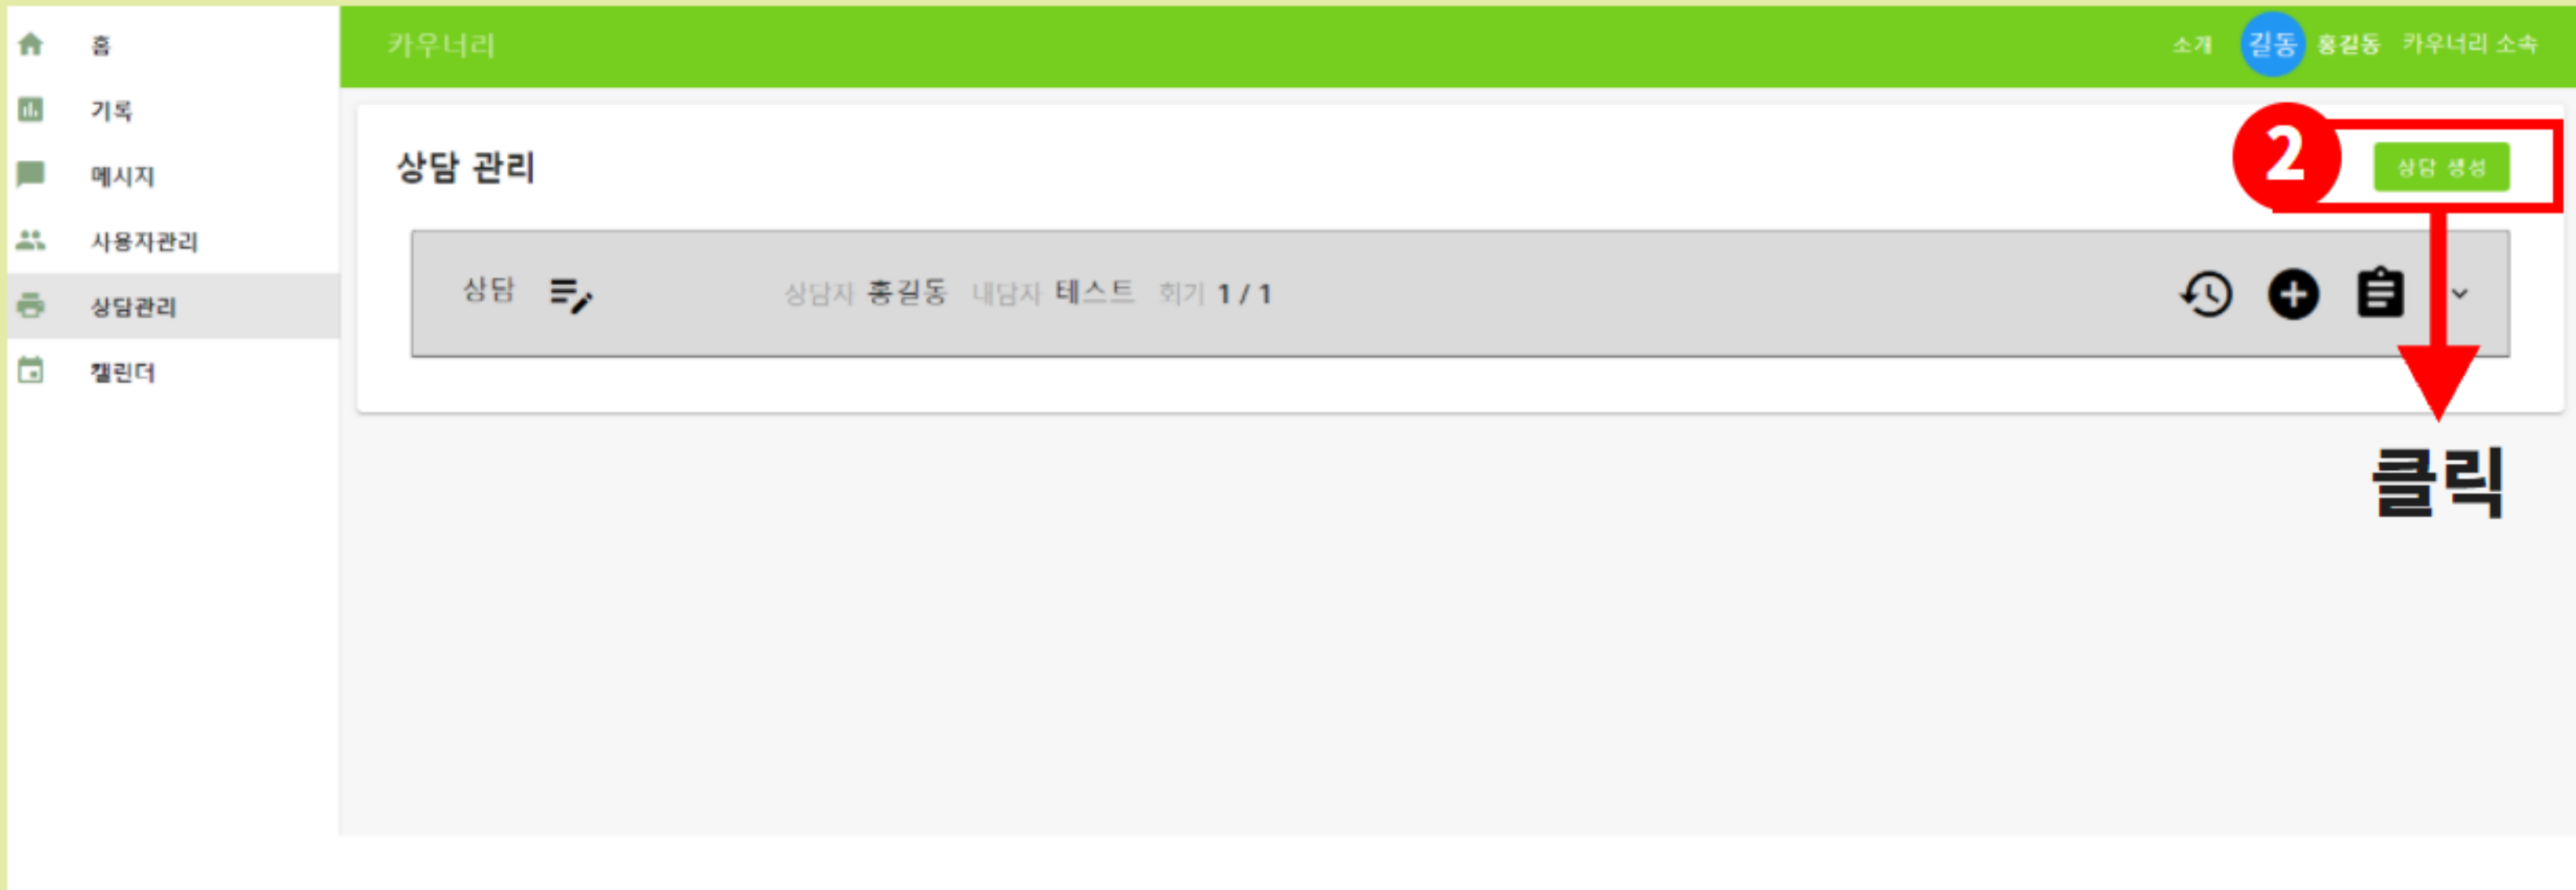 홈
기록
메시지
사용자관리
상담관리
캘린더
카우너리
소개 길동 홍길동 카우너리 소속
상담 관리
2
상담 생성
상담 상담자 홍길동 내담자 테스트 회기 1 / 1
클릭